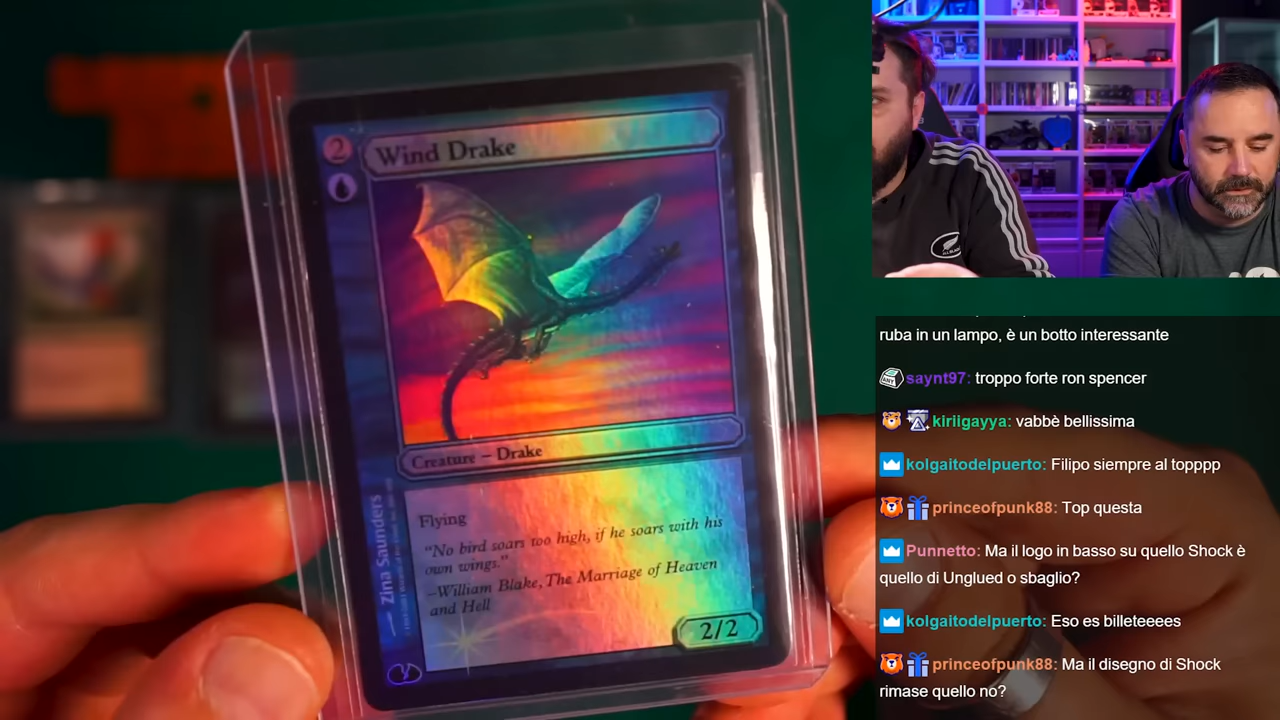 2
Wind Drake
Creature – Drake
Flying
"No bird soars too high, if he soars with his
own wings."
–William Blake, The Marriage of Heaven
and Hell
2/2
Zina Saunders
ruba in un lampo, è un botto interessante
saynt97: troppo forte ron spencer
kiriigayya: vabbè bellissima
kolgaitodelpuerto: Filipo siempre al topppp
princeofpunk88: Top questa
Punnetto: Ma il logo in basso su quello Shock è
quello di Unglued o sbaglio?
kolgaitodelpuerto: Eso es billeteeees
princeofpunk88: Ma il disegno di Shock
rimase quello no?